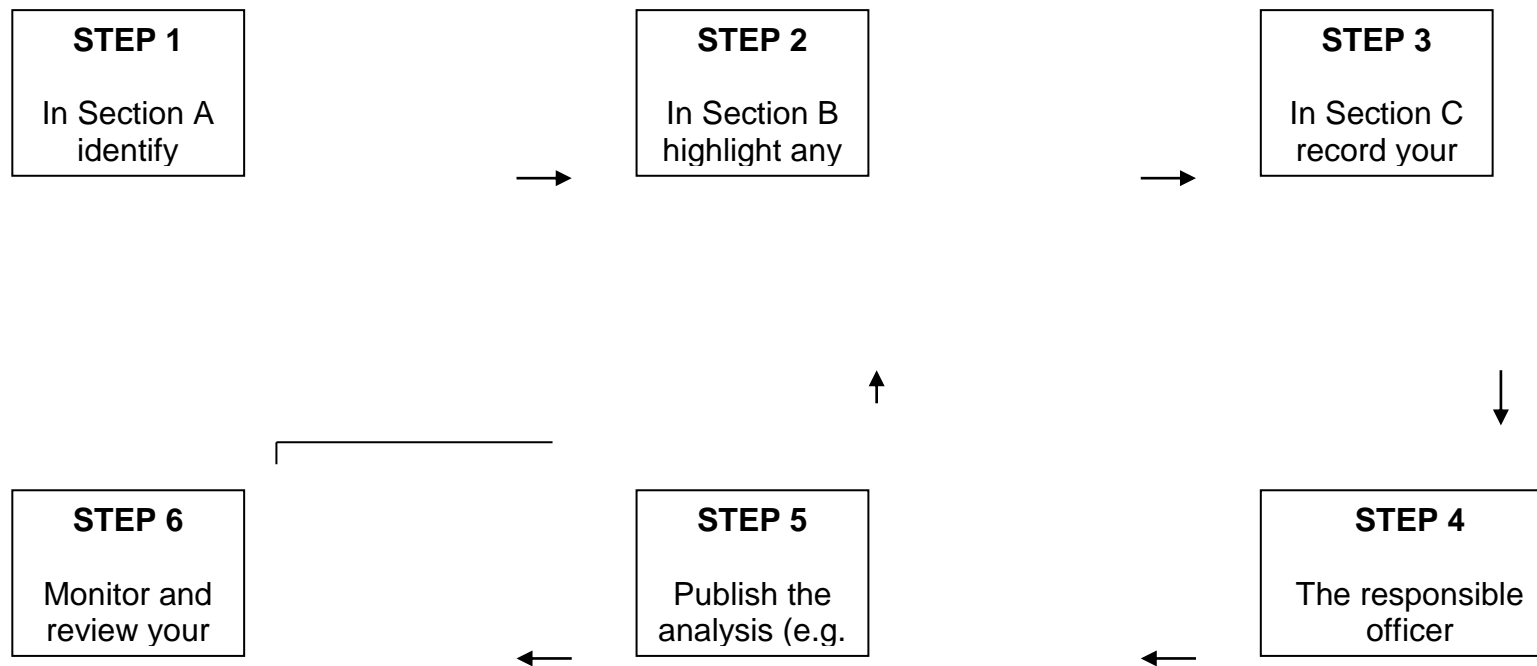 STEP 1
In Section A
identify
STEP 2
In Section B
highlight any
STEP 3
In Section C
record your
STEP 6
Monitor and
review your
STEP 5
Publish the
analysis (e.g.
STEP 4
The responsible
officer